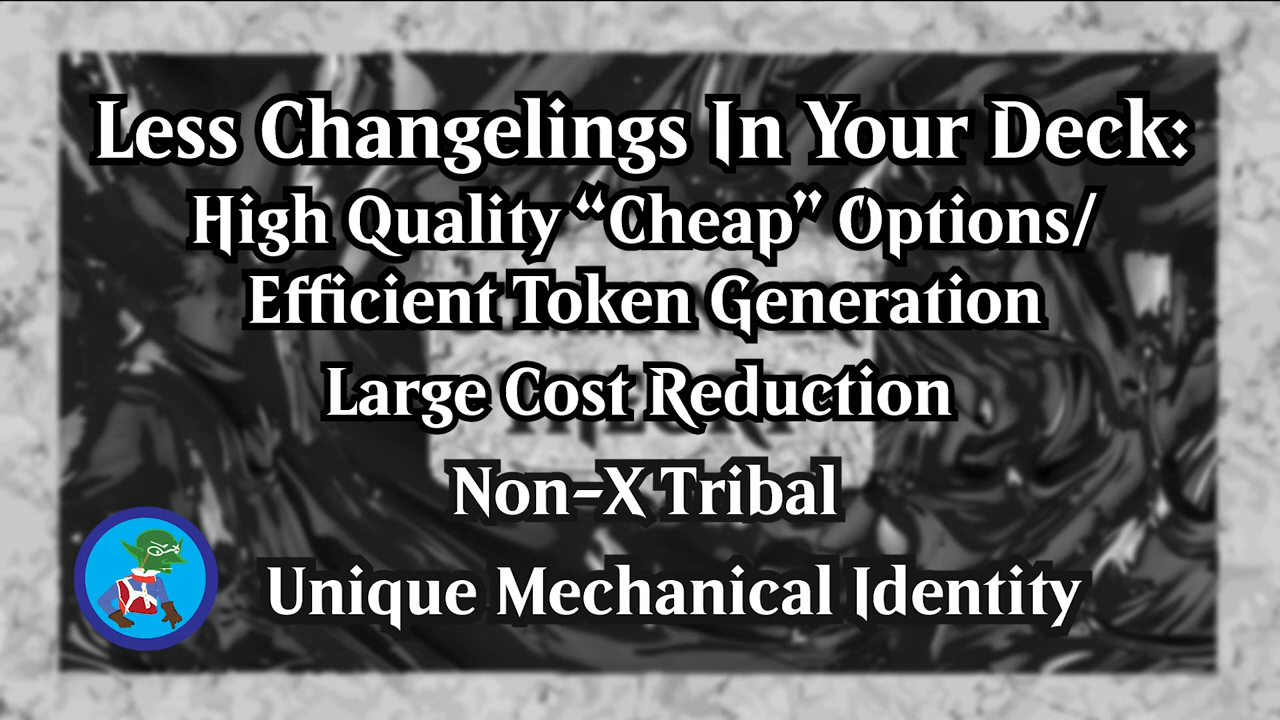 Less Changelings In Your Deck:
High Quality “Cheap” Options/
Efficient Token Generation
Large Cost Reduction
Non-X Tribal
Unique Mechanical Identity